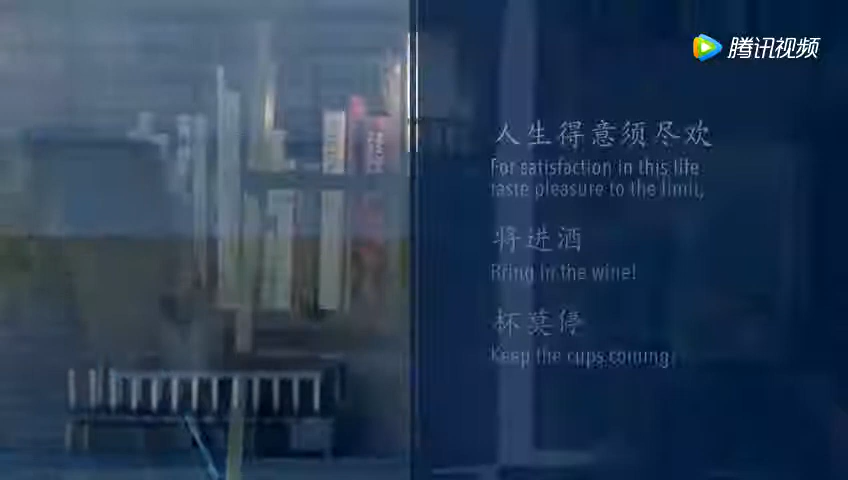 腾讯视频
人生得意须尽欢
For satisfaction in this life
taste pleasure to the limit,
将进酒
Bring in the wine!
杯莫停
Keep the cups coming!